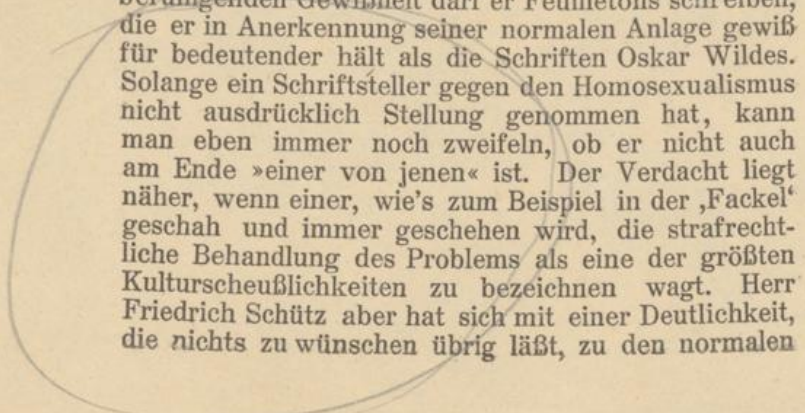 die er in Anerkennung seiner normalen Anlage gewiß
für bedeutender hält als die Schriften Oskar Wildes.
Solange ein Schriftsteller gegen den Homosexualismus
nicht ausdrücklich Stellung genommen hat, kann
man eben immer noch zweifeln, ob er nicht auch
am Ende »einer von jenen« ist. Der Verdacht liegt
näher, wenn einer, wie's zum Beispiel in der ‚Fackel‘
geschah und immer geschehen wird, die strafrecht-
liche Behandlung des Problems als eine der größten
Kulturscheußlichkeiten zu bezeichnen wagt. Herr
Friedrich Schütz aber hat sich mit einer Deutlichkeit,
die nichts zu wünschen übrig läßt, zu den normalen